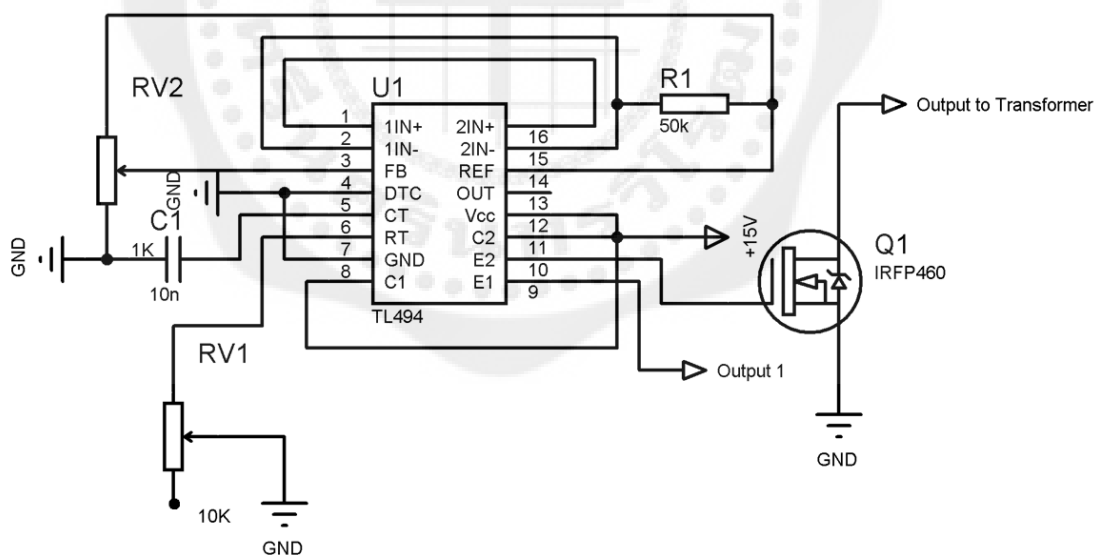 RV2
U1
R1
50k
Output to Transformer
1 1IN+ 2IN+ 16
2 1IN- 2IN- 15
3 FB REF 14
4 DTC OUT 13
5 CT Vcc 12
6 RT C2 11
7 GND E2 10
8 C1 E1 9
TL494
GND
GND
C1
1K
10n
+15V
Q1
IRFP460
RV1
Output 1
GND
10K
GND